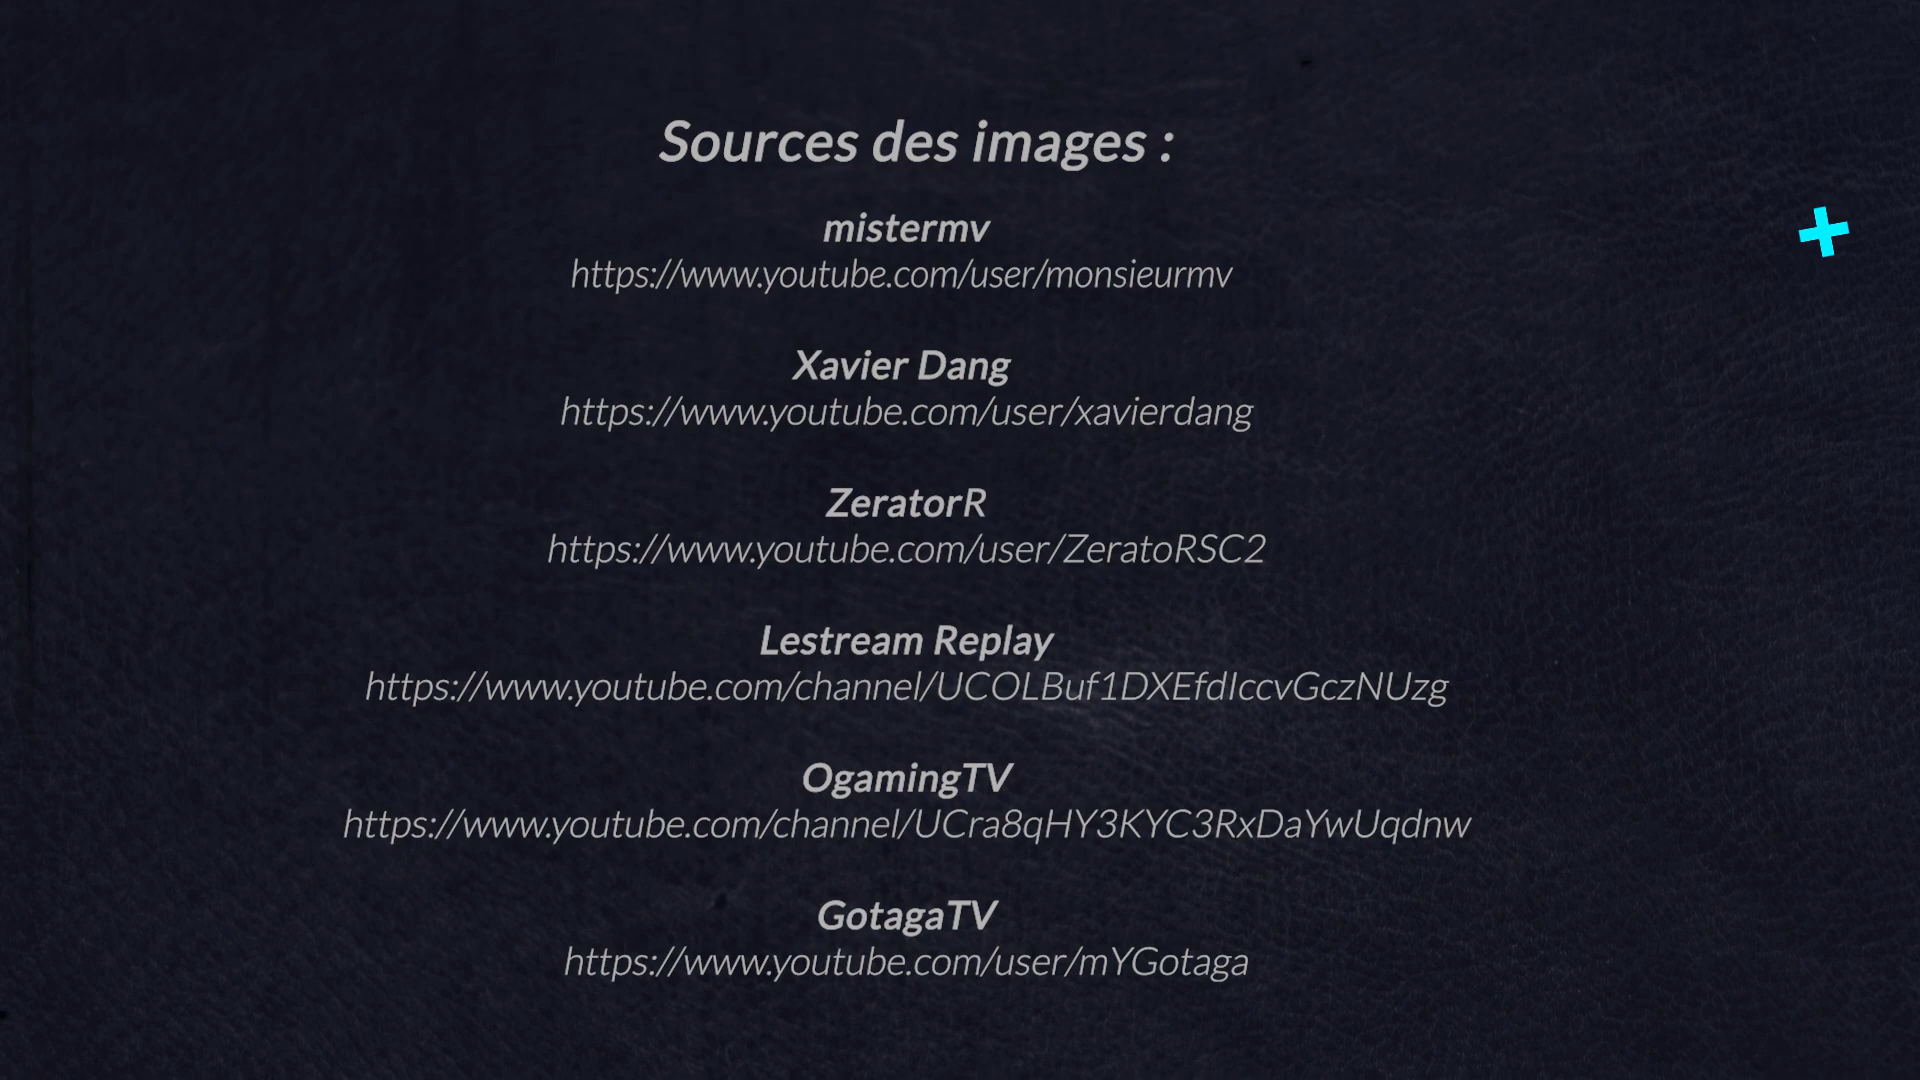 Sources des images :
mistermv
https://www.youtube.com/user/monsieurmv
Xavier Dang
https://www.youtube.com/user/xavierdang
ZeratorR
https://www.youtube.com/user/ZeratoRSC2
Lestream Replay
https://www.youtube.com/channel/UCOLBuf1DXEfdIccvGczNUzg
OgamingTV
https://www.youtube.com/channel/UCra8qHY3KYC3RxDaYwUqdnw
GotagaTV
https://www.youtube.com/user/mYGotaga